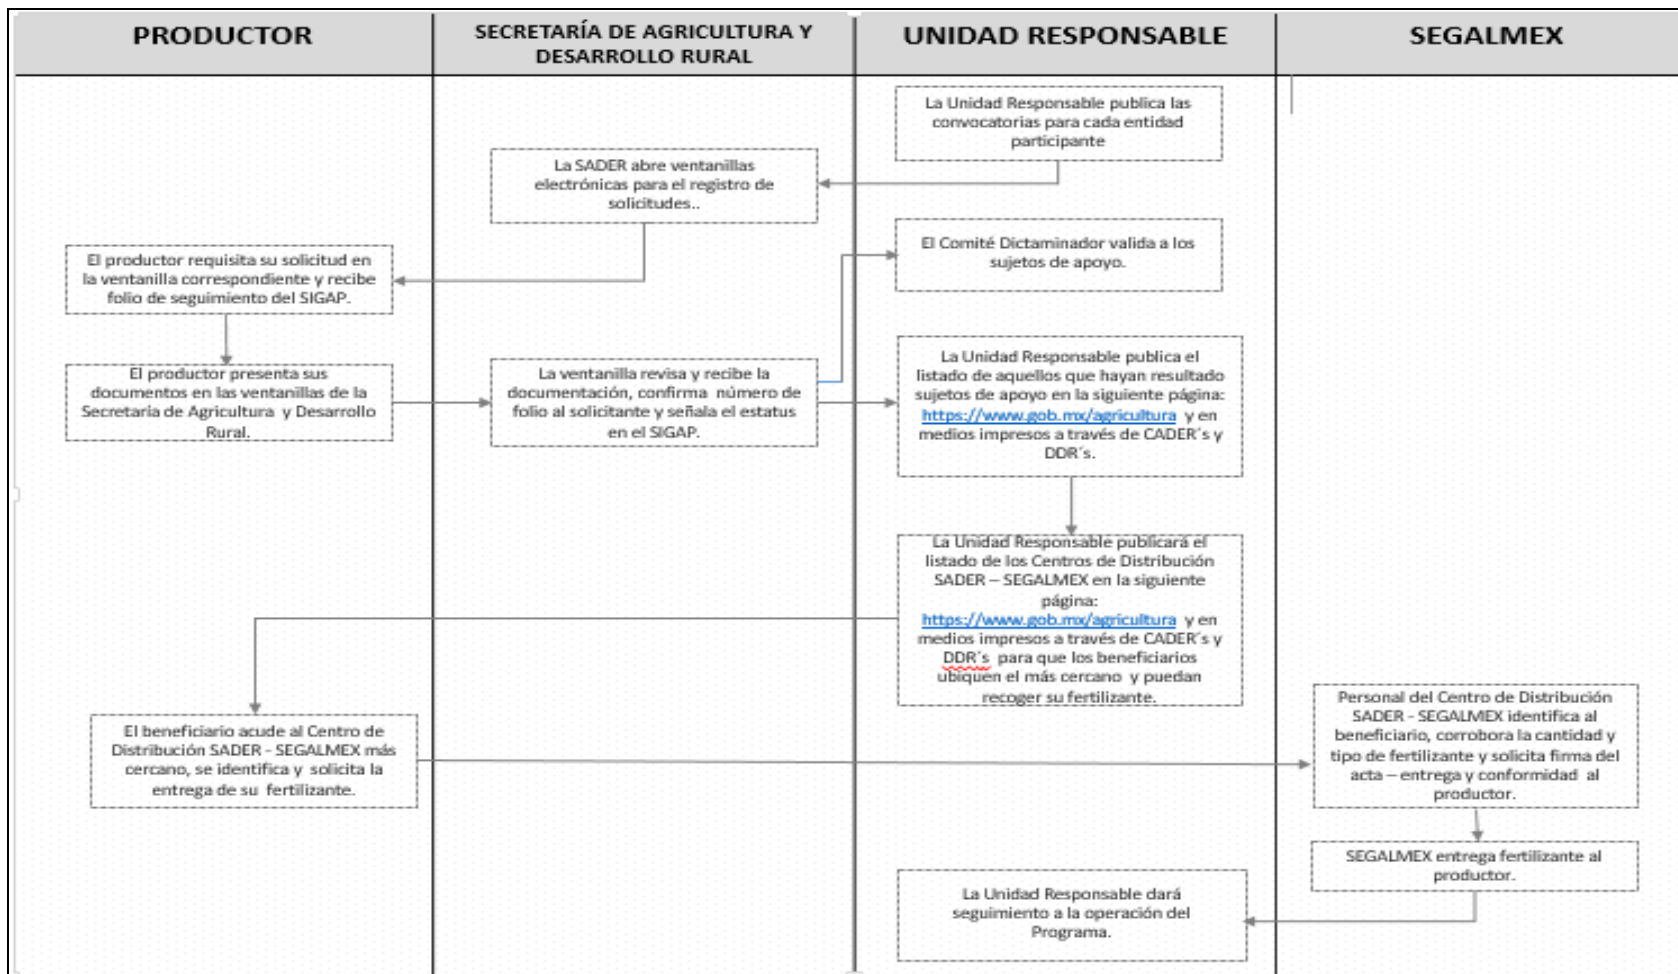 PRODUCTOR
SECRETARÍA DE AGRICULTURA Y
DESARROLLO RURAL
UNIDAD RESPONSABLE
SEGALMEX
La Unidad Responsable publica las
convocatorias para cada entidad
participante
La SADER abre ventanillas
electrónicas para el registro de
solicitudes..
El productor requisita su solicitud en
la ventanilla correspondiente y recibe
folio de seguimiento del SIGAP.
El Comité Dictaminador valida a los
sujetos de apoyo.
El productor presenta sus
documentos en las ventanillas de la
Secretaría de Agricultura y Desarrollo
Rural.
La ventanilla revisa y recibe la
documentación, confirma número de
folio al solicitante y señala el estatus
en el SIGAP.
La Unidad Responsable publica el
listado de aquellos que hayan resultado
sujetos de apoyo en la siguiente página:
https://www.gob.mx/agricultura y en
medios impresos a través de CADER´s y
DDR´s.
La Unidad Responsable publicará el
listado de los Centros de Distribución
SADER – SEGALMEX en la siguiente
página:
https://www.gob.mx/agricultura y en
medios impresos a través de CADER´s y
DDR´s para que los beneficiarios
ubiquen el más cercano y puedan
recoger su fertilizante.
El beneficiario acude al Centro de
Distribución SADER - SEGALMEX más
cercano, se identifica y solicita la
entrega de su fertilizante.
Personal del Centro de Distribución
SADER - SEGALMEX identifica al
beneficiario, corrobora la cantidad y
tipo de fertilizante y solicita firma del
acta – entrega y conformidad al
productor.
SEGALMEX entrega fertilizante al
productor.
La Unidad Responsable dará
seguimiento a la operación del
Programa.